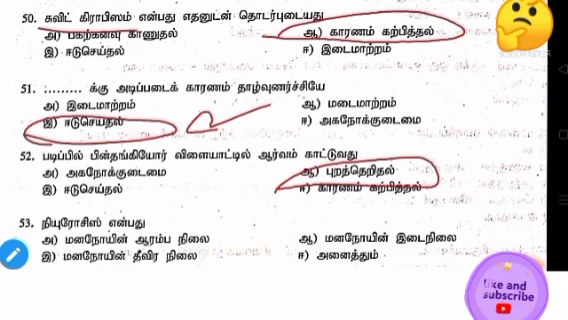 50. சுவிட் கிராபிஸம் என்பது எதனுடன் தொடர்புடையது
அ) பகற்கனவு காணுதல் ஆ) காரணம் கற்பித்தல்
இ) ஈடுசெய்தல் ஈ) இடைமாற்றம்
51. ......... க்கு அடிப்படைக் காரணம் தாழ்வுணர்ச்சியே
அ) இடைமாற்றம் ஆ) மடைமாற்றம்
இ) ஈடுசெய்தல் ஈ) அகநோக்குடைமை
52. படிப்பில் பின்தங்கியோர் விளையாட்டில் ஆர்வம் காட்டுவது
அ) அகநோக்குடைமை ஆ) புறத்தெறிதல்
இ) ஈடுசெய்தல் ஈ) காரணம் கற்பித்தல்
53. நியுரோசிஸ் என்பது
அ) மனநோயின் ஆரம்ப நிலை ஆ) மனநோயின் இடைநிலை
இ) மனநோயின் தீவிர நிலை ஈ) அனைத்தும்
like and
subscribe